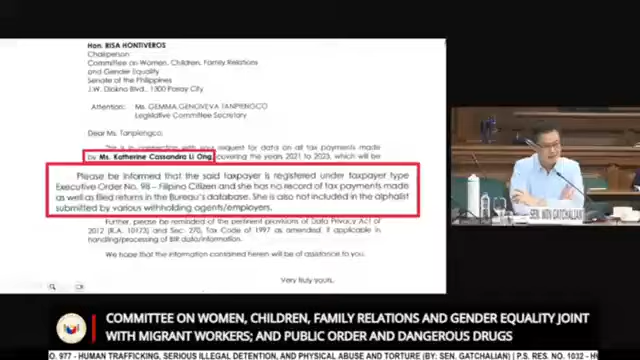 Hon. RISA HONTIVEROS
Chairperson
Committee on Women, Children, Family Relations
and Gender Equality
Senate of the Philippines
J.W. Diokno Blvd., 1300 Pasay City
Attention: Ms. GEMMA GENOVEVA TANPIENGCO
Legislative Committee Secretary
Dear Ms. Tanpiengco,
This is in connection with your request for data on all tax payments made
by Ms. Katherine Cassandra Li Ong, covering the years 2021 to 2023, which will be
Please be informed that the said taxpayer is registered under taxpayer type
Executive Order No. 98 – Filipino Citizen and she has no record of tax payments made
as well as filed returns in the Bureau's database. She is also not included in the alphalist
submitted by various withholding agents/employers.
Further, please be reminded of the pertinent provisions of Data Privacy Act of
2012 (R.A. 10173) and Sec. 270, Tax Code of 1997 as amended, if applicable in
handling/processing of BIR data/information.
We hope that the information contained herein will be of assistance to you.
Very truly yours,
SEN. WIN GATCHALIAN
COMMITTEE ON WOMEN, CHILDREN, FAMILY RELATIONS AND GENDER EQUALITY JOINT
WITH MIGRANT WORKERS; AND PUBLIC ORDER AND DANGEROUS DRUGS
O. 977 - HUMAN TRAFFICKING, SERIOUS ILLEGAL DETENTION, AND PHYSICAL ABUSE AND TORTURE (BY: SEN. GATCHALIAN) | P.S. RES. NO. 1032 - H